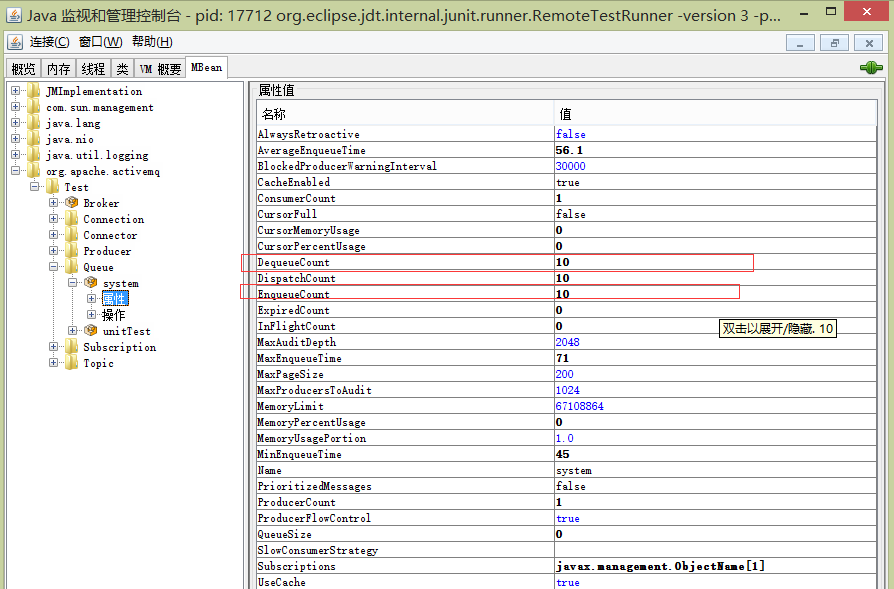 Java 监视和管理控制台 - pid: 17712 org.eclipse.jdt.internal.junit.runner.RemoteTestRunner -version 3 -p...
连接(C) 窗口(W) 帮助(H)
概览 内存 线程 类 VM 概要 MBean
JMImplementation
com.sun.management
java.lang
java.nio
java.util.logging
org.apache.activemq
Test
Broker
Connection
Connector
Producer
Queue
system
属性
操作
unitTest
Subscription
Topic
属性值
名称 值
AlwaysRetroactive false
AverageEnqueueTime 56.1
BlockedProducerWarningInterval 30000
CacheEnabled true
ConsumerCount 1
CursorFull false
CursorMemoryUsage 0
CursorPercentUsage 0
DequeueCount 10
DispatchCount 10
EnqueueCount 10
ExpiredCount 0
InFlightCount 0
双击以展开/隐藏. 10
MaxAuditDepth 2048
MaxEnqueueTime 71
MaxPageSize 200
MaxProducersToAudit 1024
MemoryLimit 67108864
MemoryPercentUsage 0
MemoryUsagePortion 1.0
MinEnqueueTime 45
Name system
PrioritizedMessages false
ProducerCount 1
ProducerFlowControl true
QueueSize 0
SlowConsumerStrategy
Subscriptions javax.management.ObjectName[1]
UseCache true